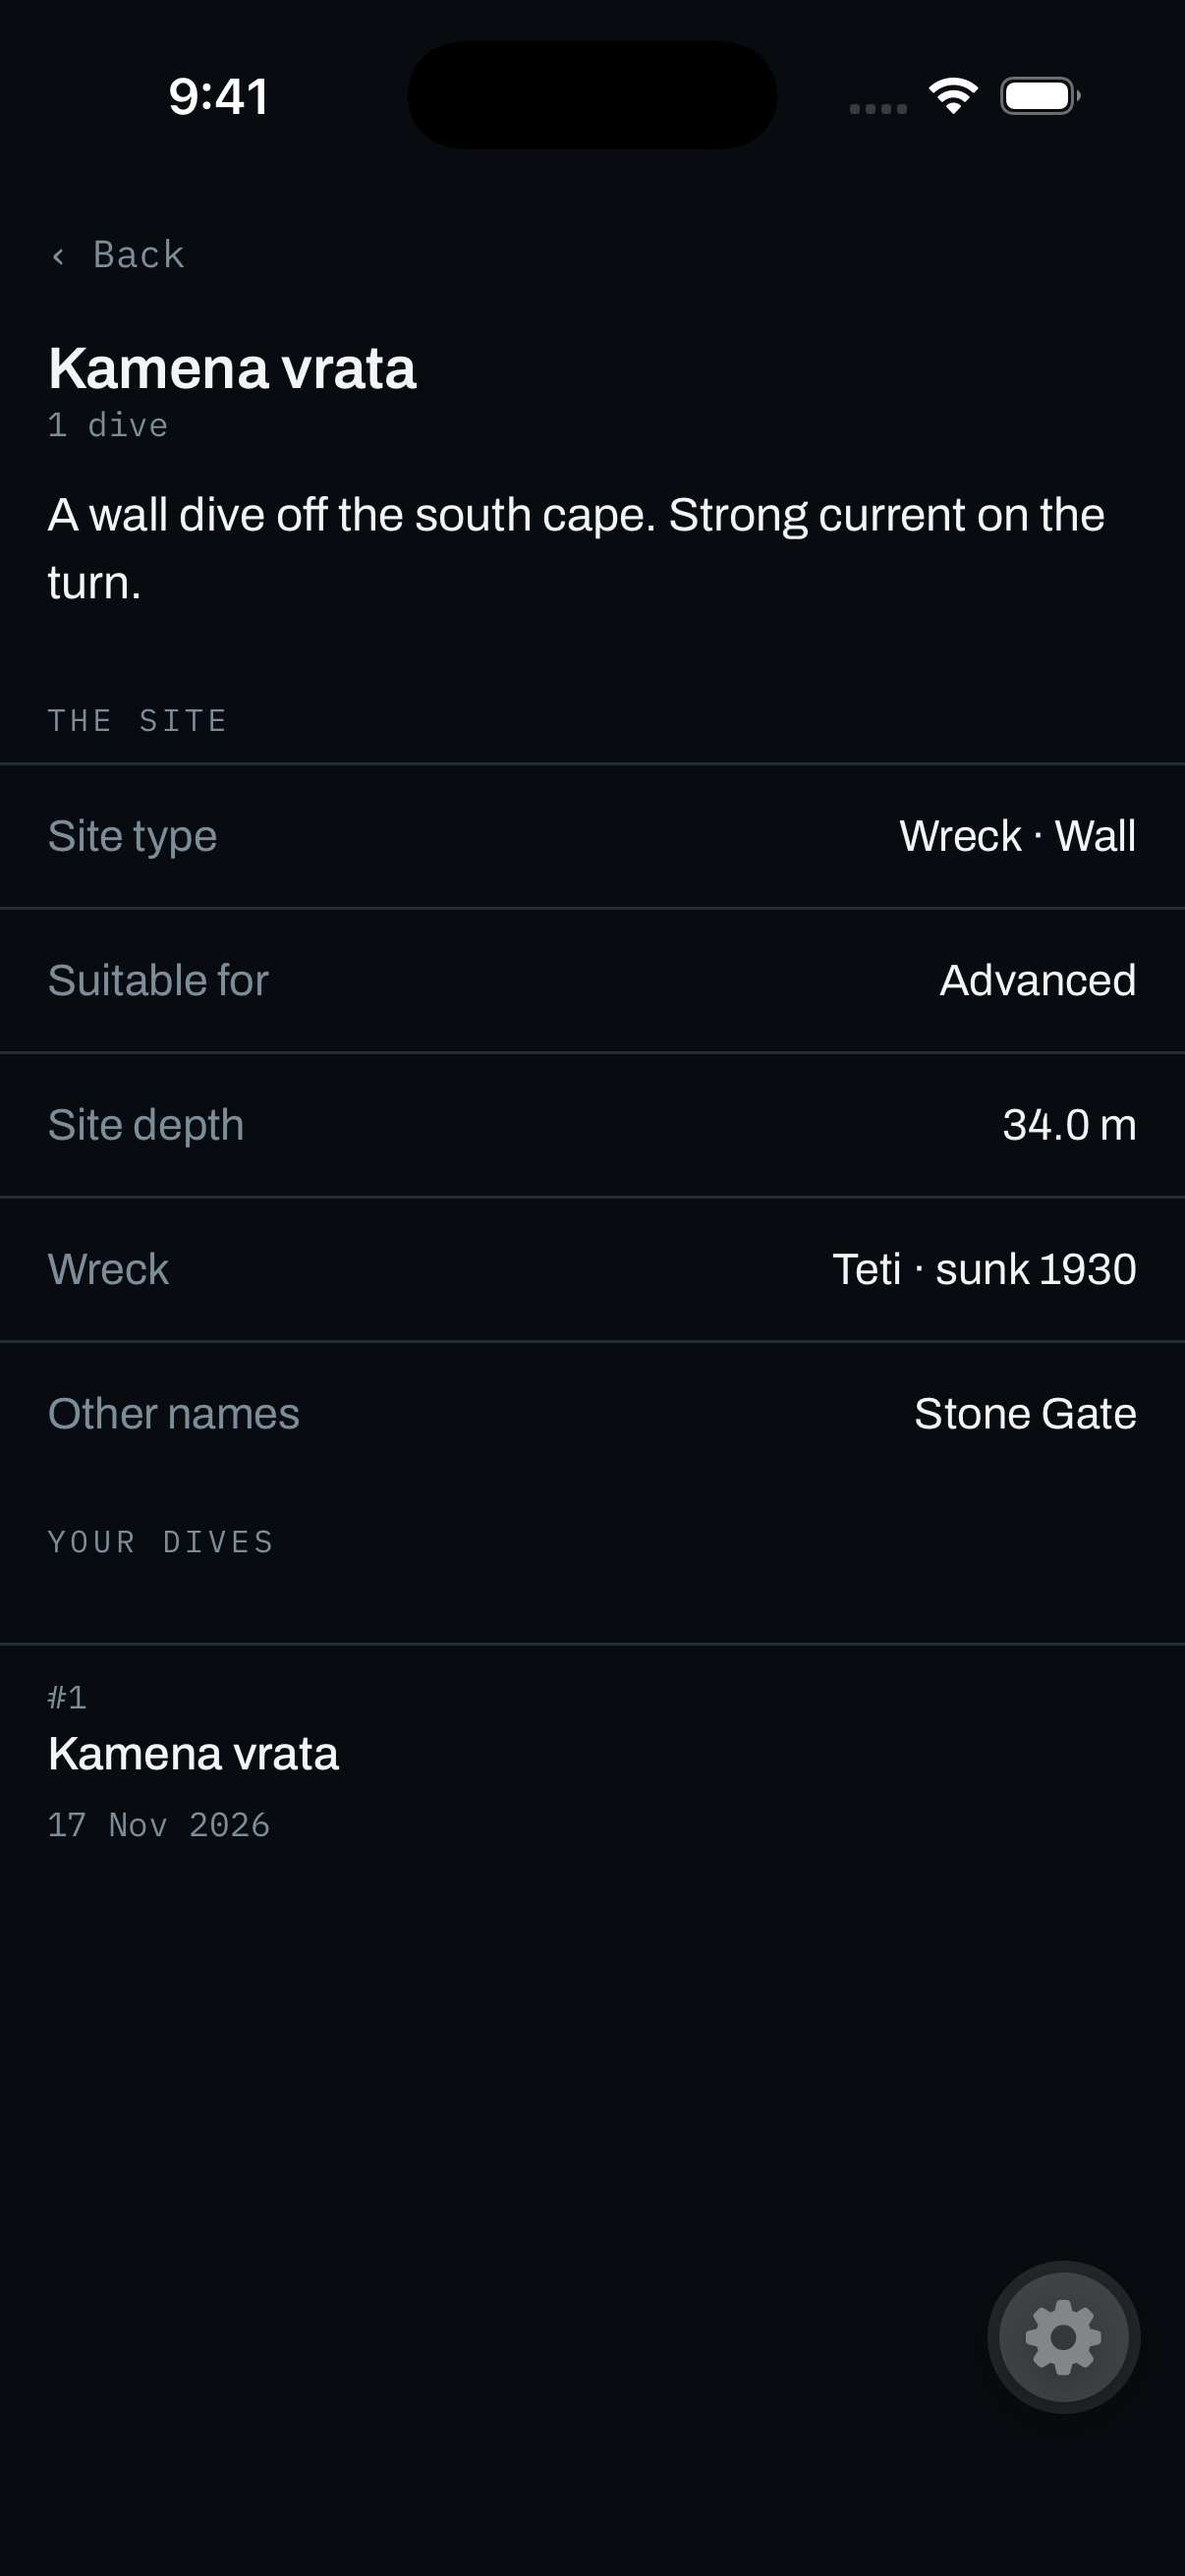 9:41
‹ Back
Kamena vrata
1 dive
A wall dive off the south cape. Strong current on the
turn.
THE SITE
Site type Wreck · Wall
Suitable for Advanced
Site depth 34.0 m
Wreck Teti · sunk 1930
Other names Stone Gate
YOUR DIVES
#1
Kamena vrata
17 Nov 2026